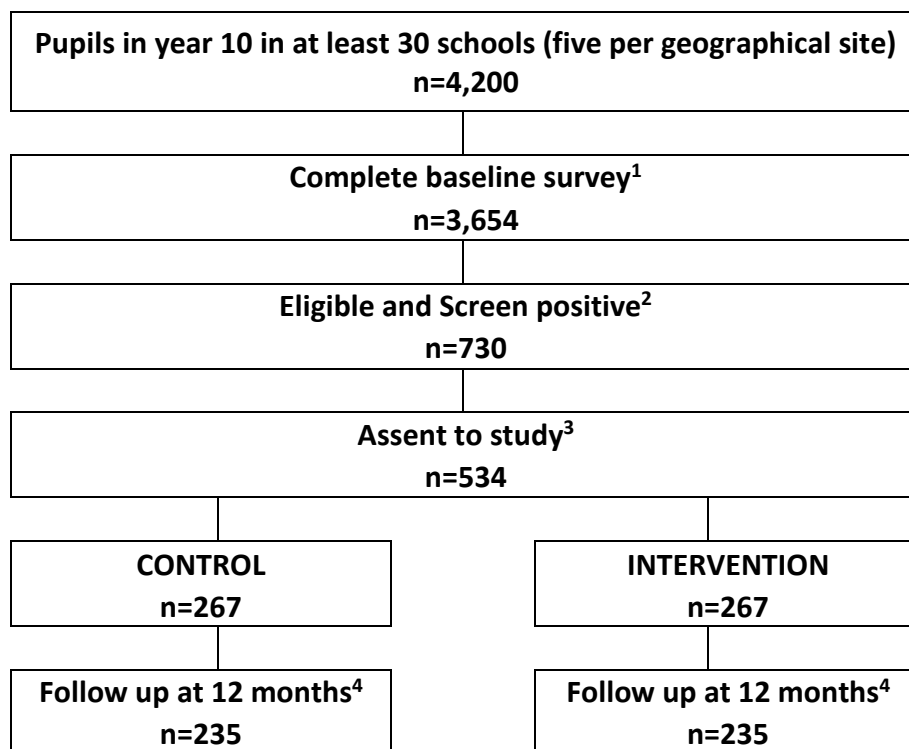 Pupils in year 10 in at least 30 schools (five per geographical site)
n=4,200
Complete baseline survey¹
n=3,654
Eligible and Screen positive²
n=730
Assent to study³
n=534
CONTROL
n=267
INTERVENTION
n=267
Follow up at 12 months⁴
n=235
Follow up at 12 months⁴
n=235